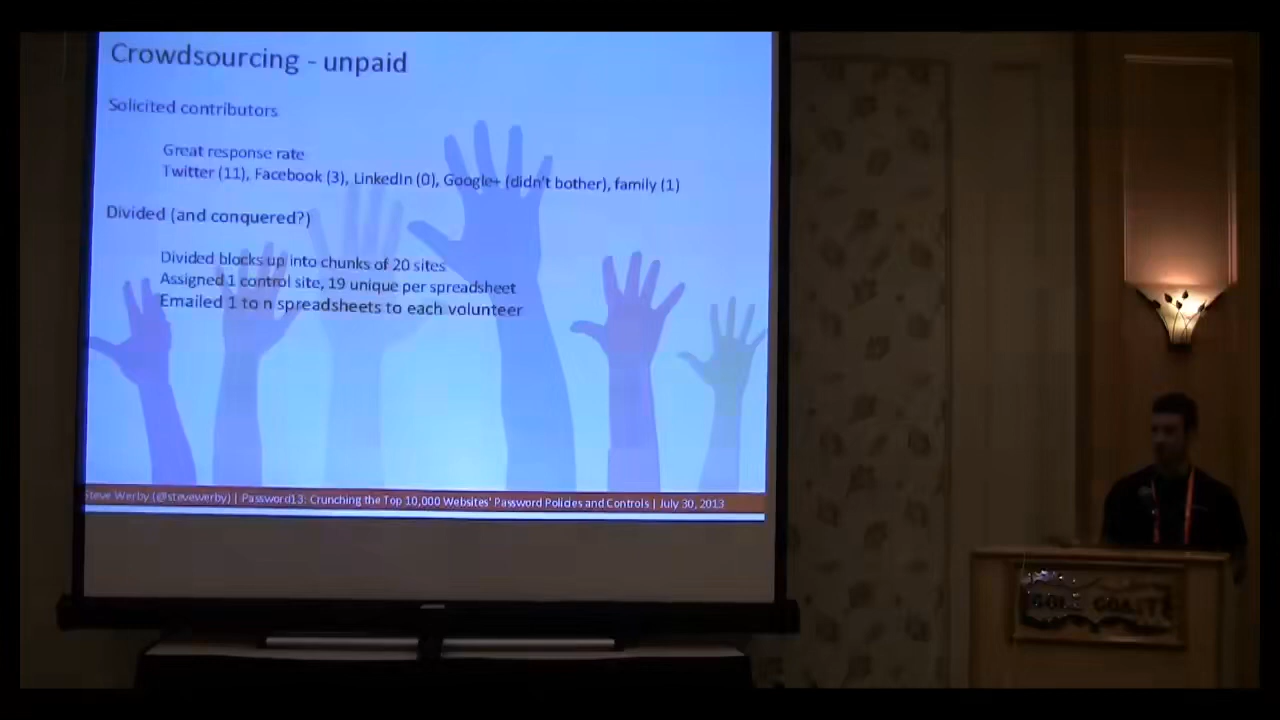 Crowdsourcing - unpaid
Solicited contributors
Great response rate
Twitter (11), Facebook (3), LinkedIn (0), Google+ (didn't bother), family (1)
Divided (and conquered?)
Divided blocks up into chunks of 20 sites
Assigned 1 control site, 19 unique per spreadsheet
Emailed 1 to n spreadsheets to each volunteer
Steve Werby (@stevewerby) | Password13: Crunching the Top 10,000 Websites' Password Policies and Controls | July 30, 2013
GOLD COAST